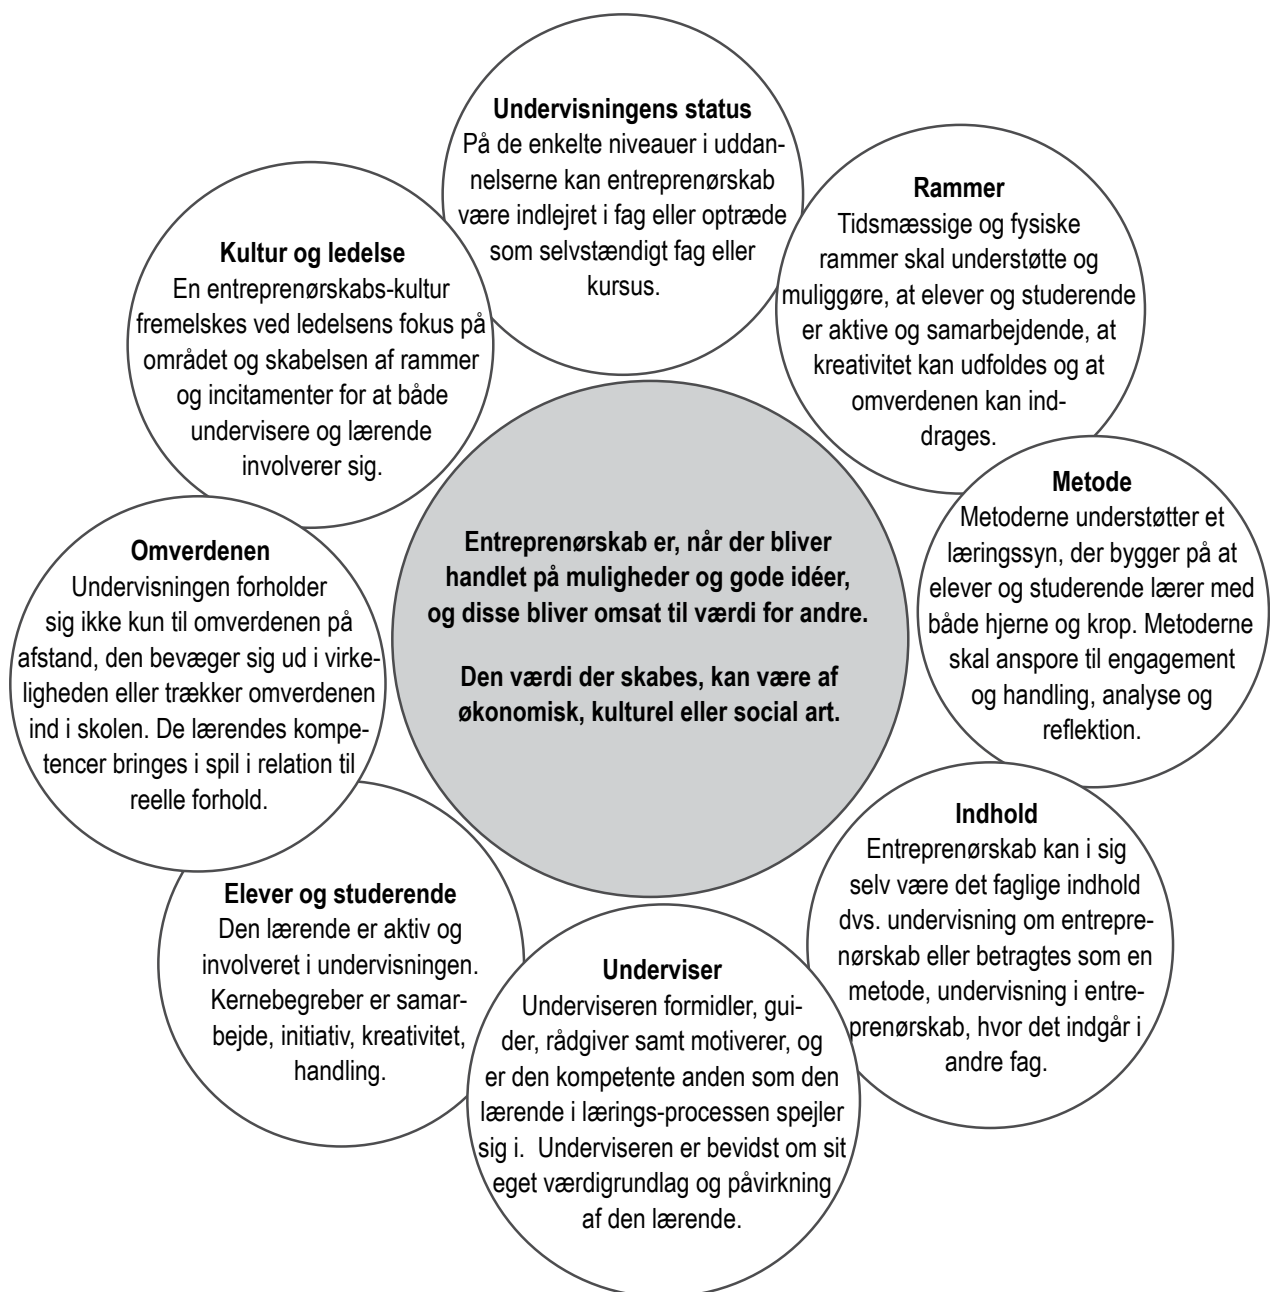 Undervisningens status
På de enkelte niveauer i uddan-
nelserne kan entreprenørskab
være indlejret i fag eller optræde
som selvstændigt fag eller
kursus.
Rammer
Tidsmæssige og fysiske
rammer skal understøtte og
muliggøre, at elever og studerende
er aktive og samarbejdende, at
kreativitet kan udfoldes og at
omverdenen kan ind-
drages.
Metode
Metoderne understøtter et
læringssyn, der bygger på at
elever og studerende lærer med
både hjerne og krop. Metoderne
skal anspore til engagement
og handling, analyse og
reflektion.
Indhold
Entreprenørskab kan i sig
selv være det faglige indhold
dvs. undervisning om entrepre-
nørskab eller betragtes som en
metode, undervisning i entre-
prenørskab, hvor det indgår i
andre fag.
Underviser
Underviseren formidler, gui-
der, rådgiver samt motiverer, og
er den kompetente anden som den
lærende i lærings-processen spejler
sig i.  Underviseren er bevidst om sit
eget værdigrundlag og påvirkning
af den lærende.
Elever og studerende
Den lærende er aktiv og
involveret i undervisningen.
Kernebegreber er samar-
bejde, initiativ, kreativitet,
handling.
Omverdenen
Undervisningen forholder
sig ikke kun til omverdenen på
afstand, den bevæger sig ud i virke-
ligheden eller trækker omverdenen
ind i skolen. De lærendes kompe-
tencer bringes i spil i relation til
reelle forhold.
Kultur og ledelse
En entreprenørskabs-kultur
fremelskes ved ledelsens fokus på
området og skabelsen af rammer
og incitamenter for at både
undervisere og lærende
involverer sig.
Entreprenørskab er, når der bliver
handlet på muligheder og gode idéer,
og disse bliver omsat til værdi for andre.
Den værdi der skabes, kan være af
økonomisk, kulturel eller social art.